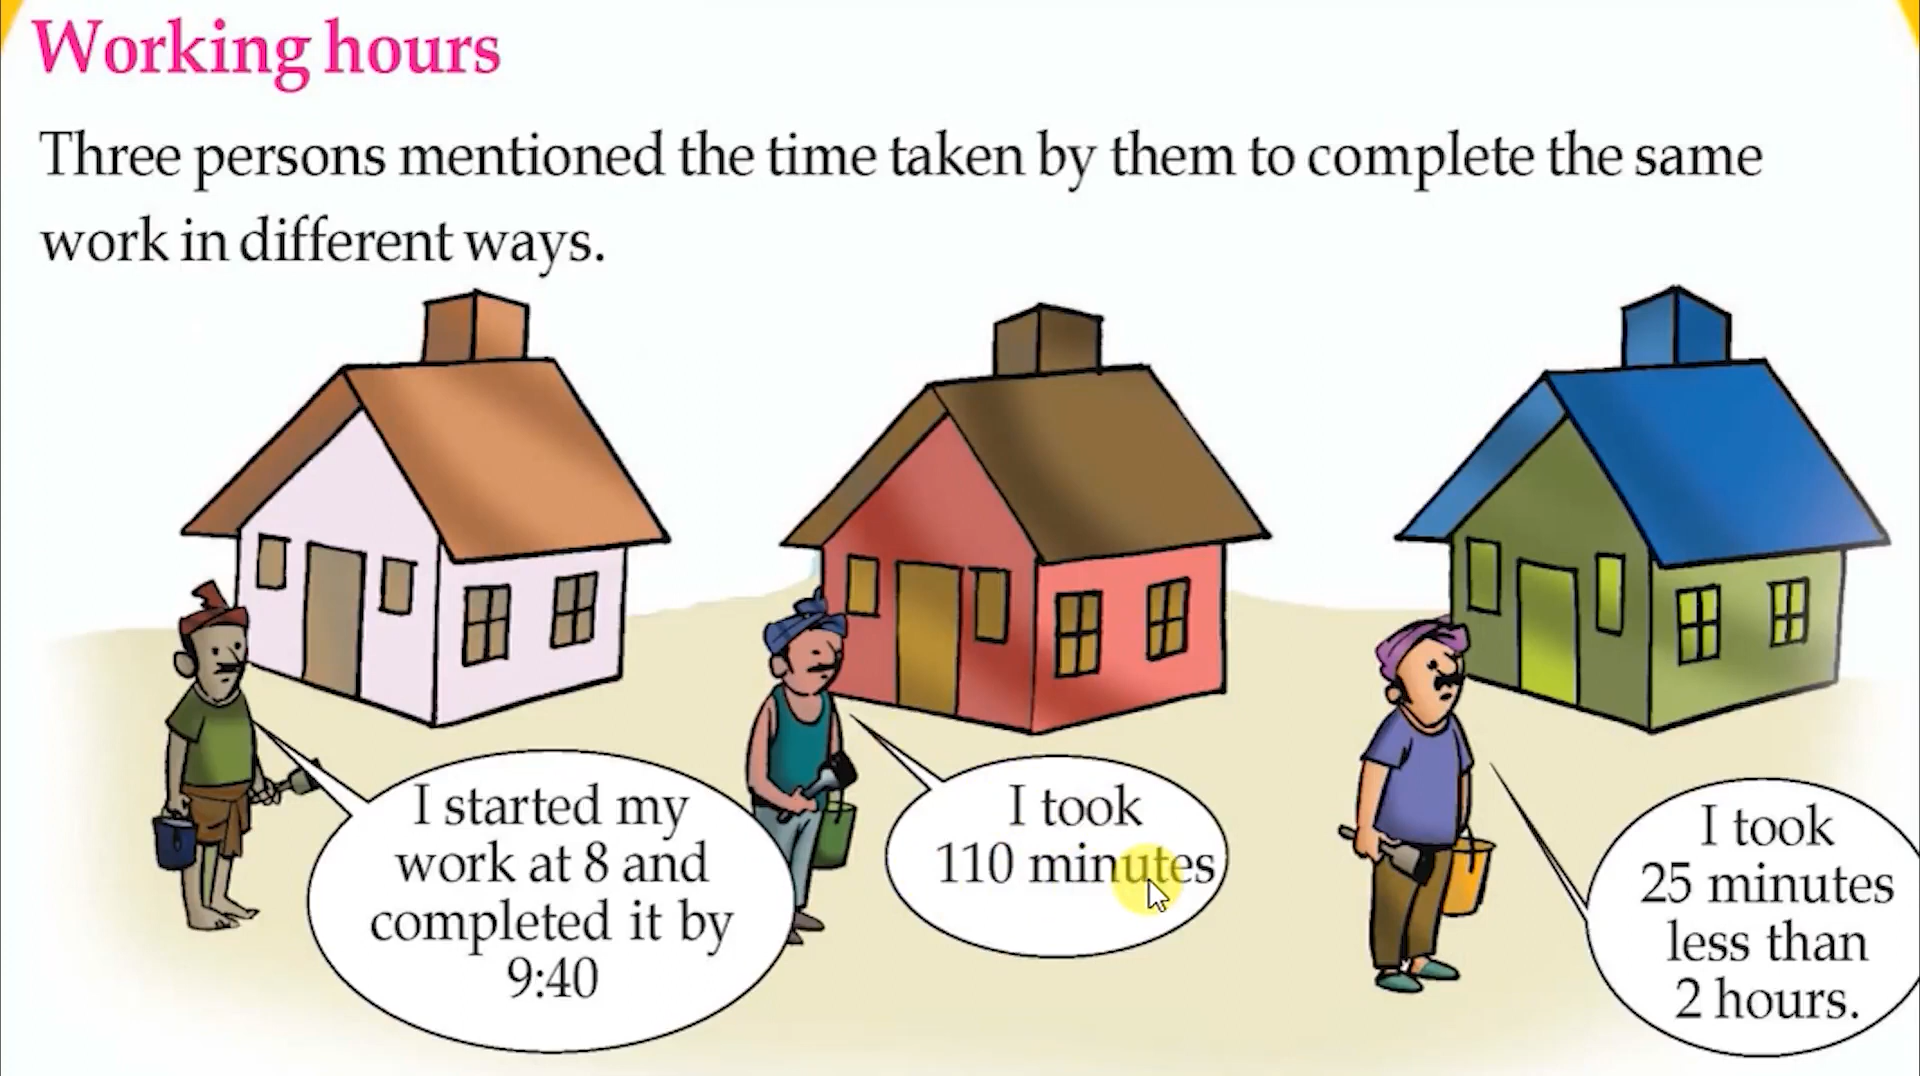 Working hours
Three persons mentioned the time taken by them to complete the same
work in different ways.
I started my
work at 8 and
completed it by
9:40
I took
110 minutes
I took
25 minutes
less than
2 hours.